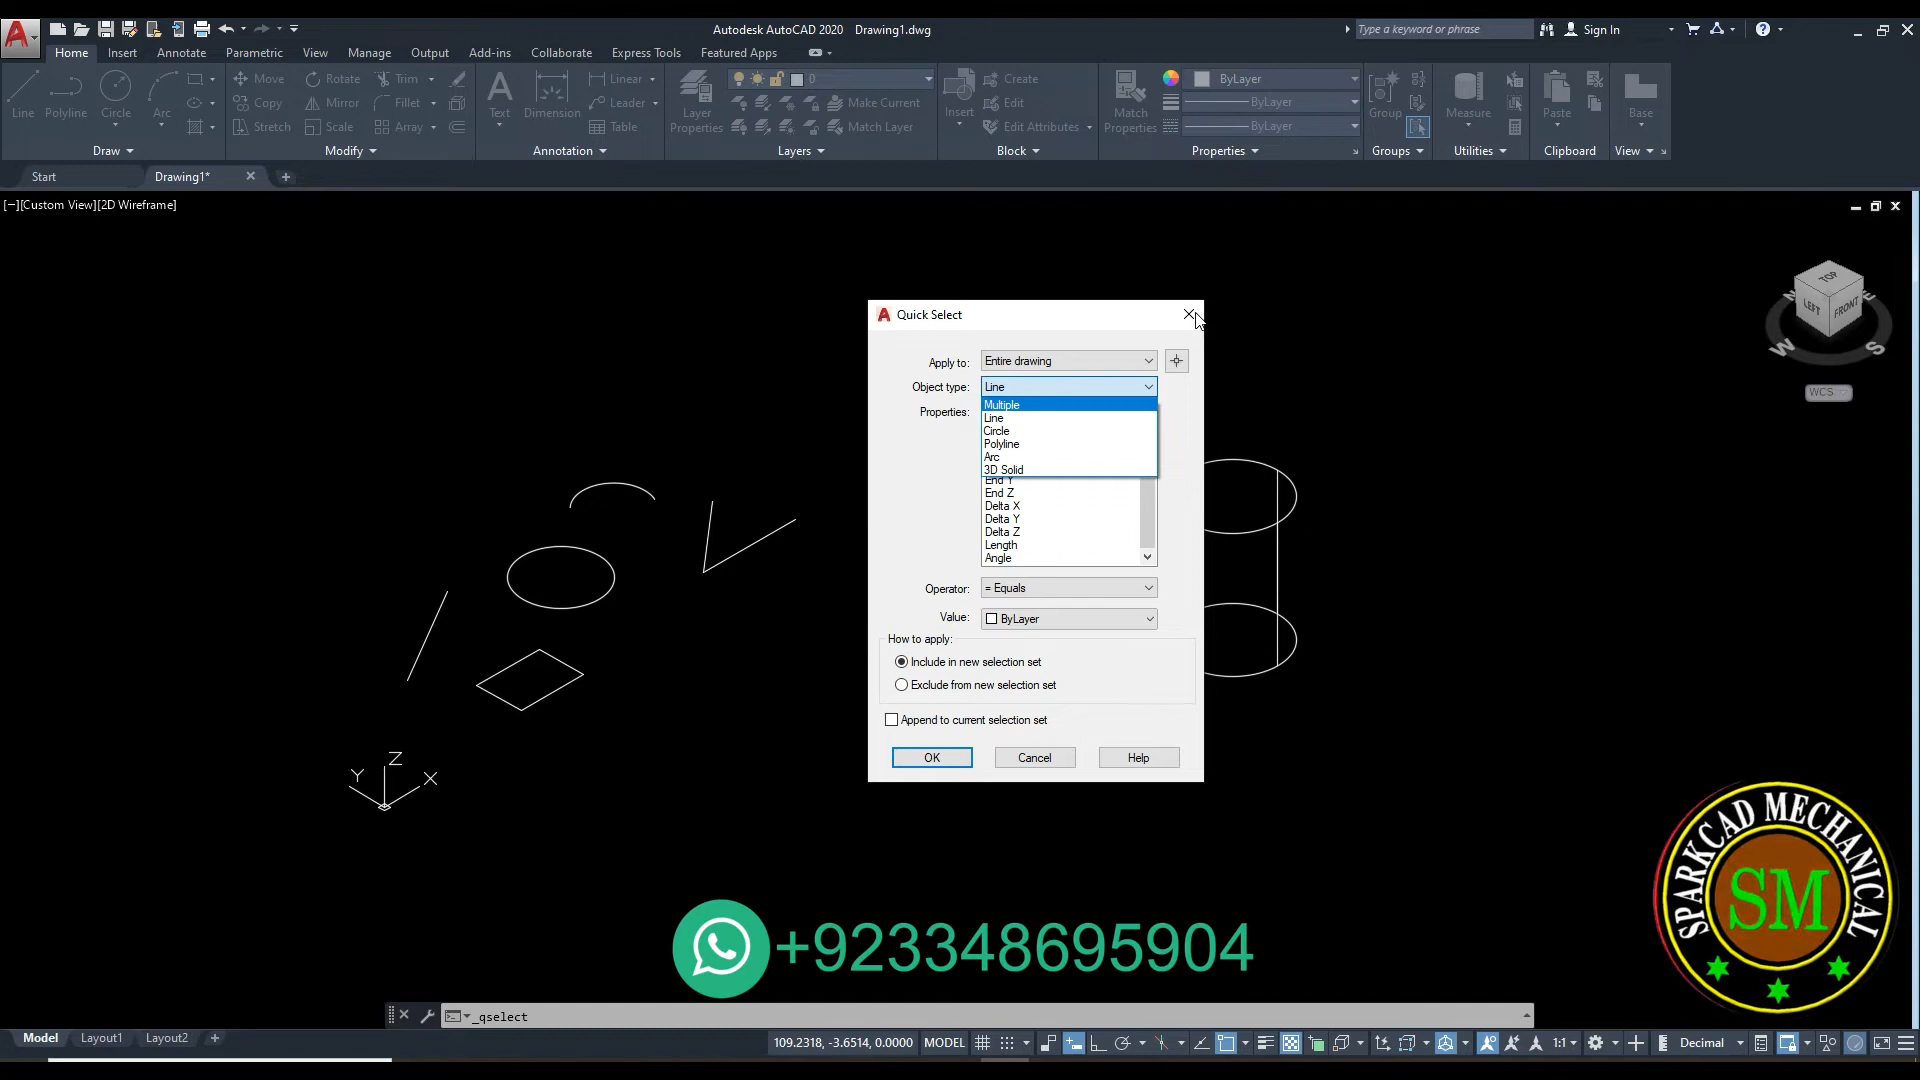 Autodesk AutoCAD 2020 Drawing1.dwg
Type a keyword or phrase
Sign In
Home Insert Annotate Parametric View Manage Output Add-ins Collaborate Express Tools Featured Apps
Line Polyline Circle Arc
Move Rotate Trim
Copy Mirror Fillet
Stretch Scale Array
Text Dimension
Linear
Leader
Table
Layer Properties
0
Make Current
Match Layer
Insert
Create
Edit
Edit Attributes
Match Properties
ByLayer
ByLayer
ByLayer
Group
Measure
Paste
Base
Draw Modify Annotation Layers Block Properties Groups Utilities Clipboard View
Start Drawing1*
[−][Custom View][2D Wireframe]
TOP
LEFT FRONT
N E
W S
WCS
Quick Select
Apply to: Entire drawing
Object type: Line
Properties:
Multiple
Line
Circle
Polyline
Arc
3D Solid
End Y
End Z
Delta X
Delta Y
Delta Z
Length
Angle
Operator: = Equals
Value: ByLayer
How to apply:
Include in new selection set
Exclude from new selection set
Append to current selection set
OK Cancel Help
Z
Y X
SPARKCAD MECHANICAL
SM
+923348695904
_qselect
Model Layout1 Layout2
109.2318, -3.6514, 0.0000 MODEL
1:1
Decimal